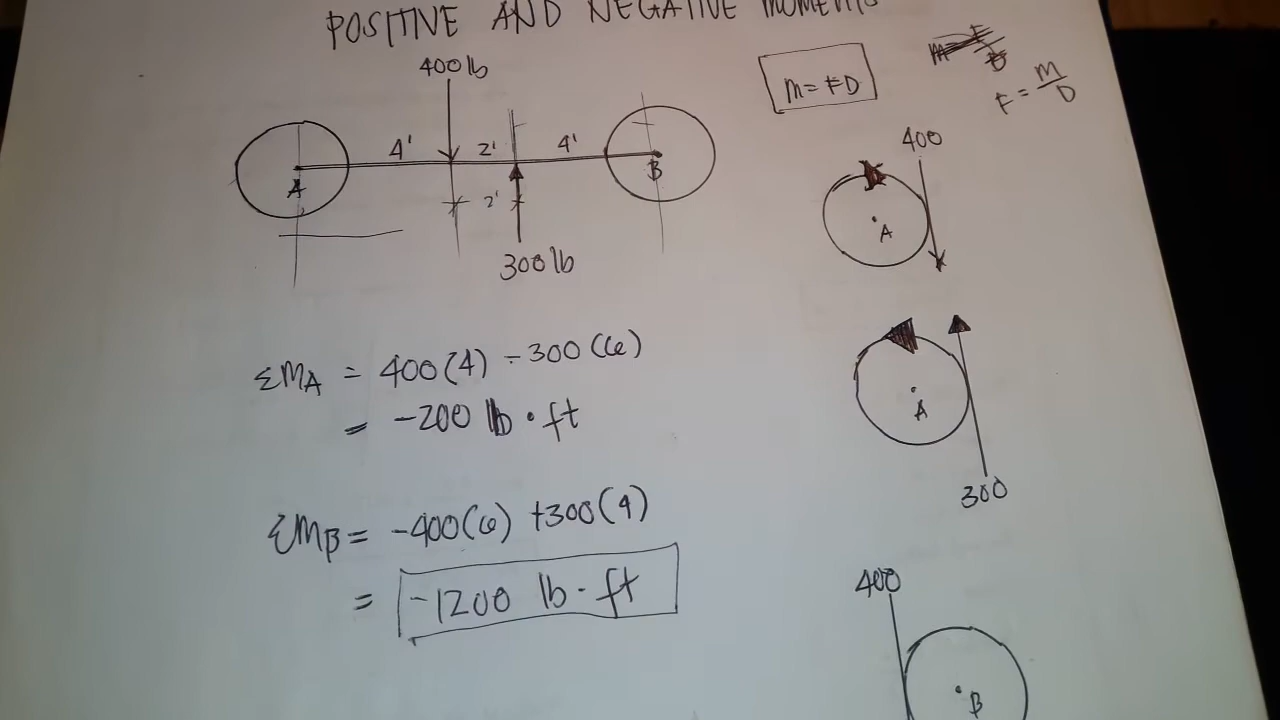 POSITIVE AND NEGATIVE MOMENTS
400 lb
4' 2' 4'
A B
2'
300 lb
M = FD
F = M/D
400
A
ΣMA = 400(4) - 300(6)
= -200 lb · ft
A
300
ΣMB = -400(6) +300(4)
= -1200 lb · ft
400
B